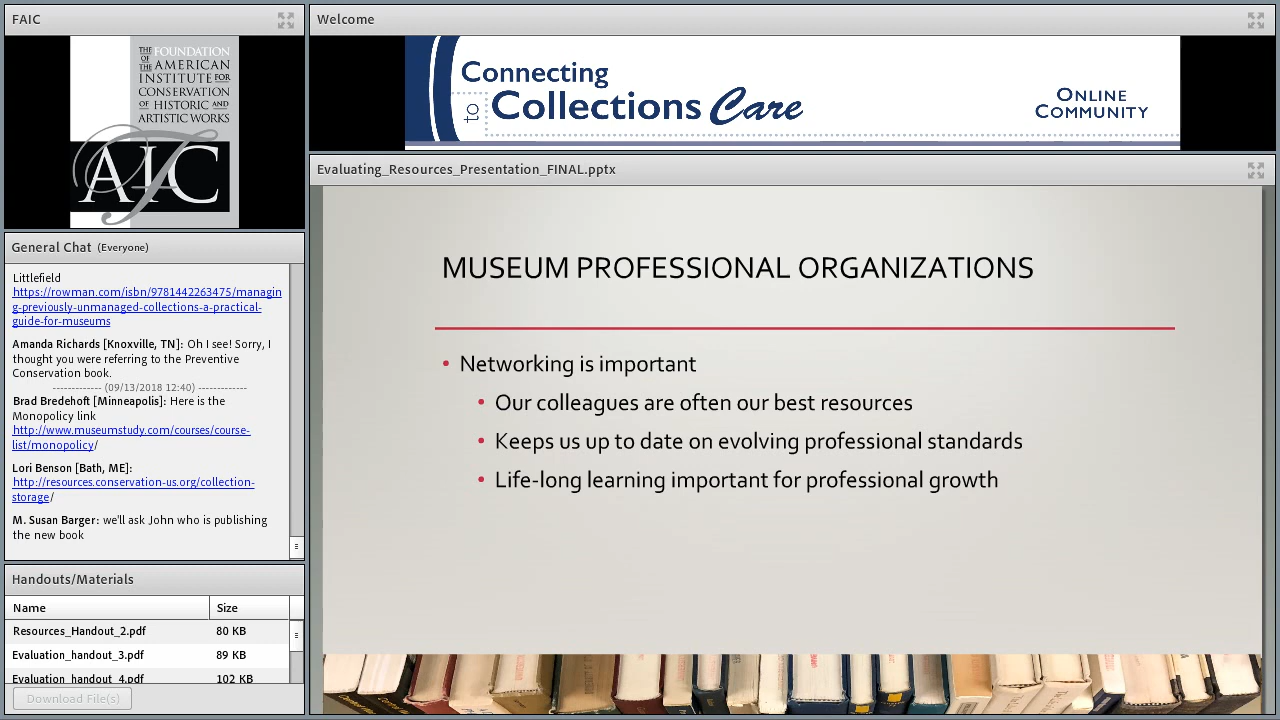 FAIC
THE FOUNDATION
OF THE AMERICAN
INSTITUTE FOR
CONSERVATION
OF HISTORIC AND
ARTISTIC WORKS
AIC
General Chat (Everyone)
Littlefield
https://rowman.com/isbn/9781442263475/managin
g-previously-unmanaged-collections-a-practical-
guide-for-museums
Amanda Richards [Knoxville, TN]: Oh I see! Sorry, I
thought you were referring to the Preventive
Conservation book.
------------- (09/13/2018 12:40) -------------
Brad Bredehoft [Minneapolis]: Here is the
Monopolicy link
http://www.museumstudy.com/courses/course-
list/monopolicy/
Lori Benson [Bath, ME]:
http://resources.conservation-us.org/collection-
storage/
M. Susan Barger: we'll ask John who is publishing
the new book
Handouts/Materials
Name Size
Resources_Handout_2.pdf 80 KB
Evaluation_handout_3.pdf 89 KB
Evaluation_handout_4.pdf 102 KB
Download File(s)
Welcome
Connecting
to Collections Care
ONLINE
COMMUNITY
Evaluating_Resources_Presentation_FINAL.pptx
MUSEUM PROFESSIONAL ORGANIZATIONS
• Networking is important
• Our colleagues are often our best resources
• Keeps us up to date on evolving professional standards
• Life-long learning important for professional growth